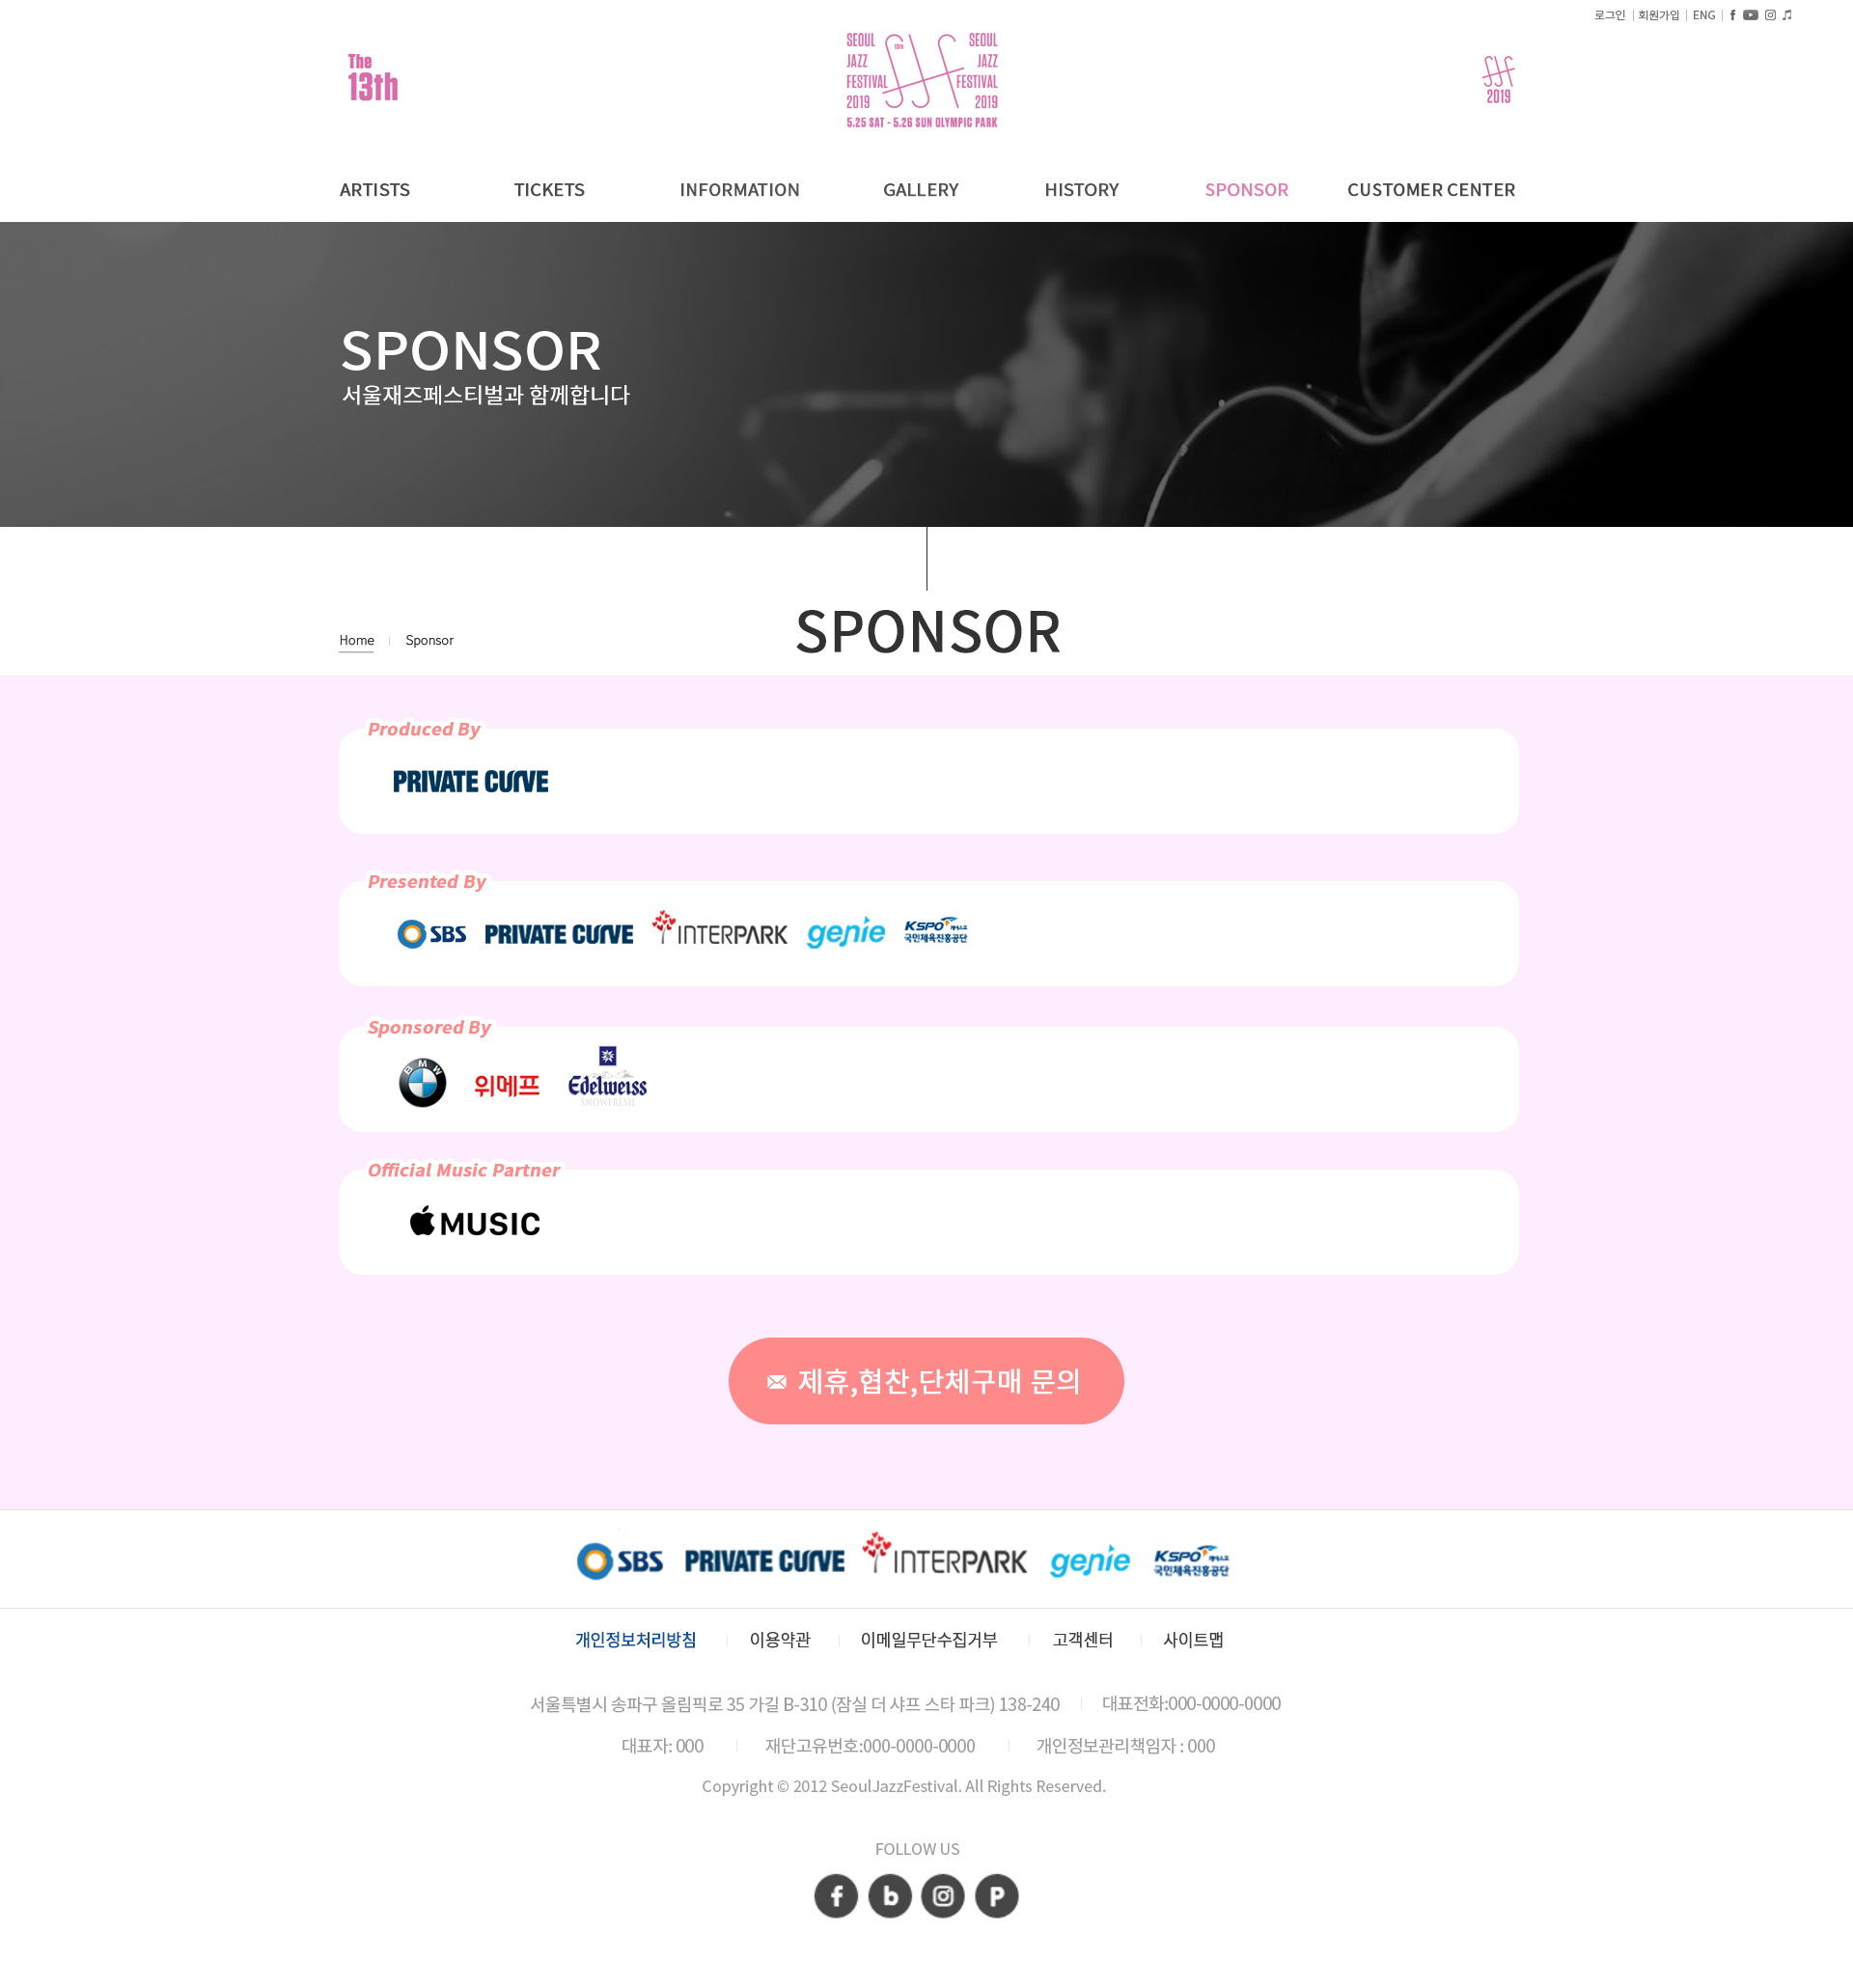 로그인 | 회원가입 | ENG
The
13th
SEOUL SEOUL
JAZZ 13th JAZZ
FESTIVAL FESTIVAL
2019 2019
5.25 SAT - 5.26 SUN OLYMPIC PARK
2019
ARTISTS TICKETS INFORMATION GALLERY HISTORY SPONSOR CUSTOMER CENTER
SPONSOR
서울재즈페스티벌과 함께합니다
SPONSOR
Home | Sponsor
Produced By
PRIVATE CURVE
Presented By
SBS PRIVATE CURVE INTERPARK genie KSPO 케이스포 국민체육진흥공단
Sponsored By
BMW 위메프 Edelweiss SNOWFRESH
Official Music Partner
MUSIC
제휴,협찬,단체구매 문의
SBS PRIVATE CURVE INTERPARK genie KSPO 케이스포 국민체육진흥공단
개인정보처리방침 | 이용약관 | 이메일무단수집거부 | 고객센터 | 사이트맵
서울특별시 송파구 올림픽로 35 가길 B-310 (잠실 더 샤프 스타 파크) 138-240 | 대표전화:000-0000-0000
대표자: 000 | 재단고유번호:000-0000-0000 | 개인정보관리책임자 : 000
Copyright © 2012 SeoulJazzFestival. All Rights Reserved.
FOLLOW US